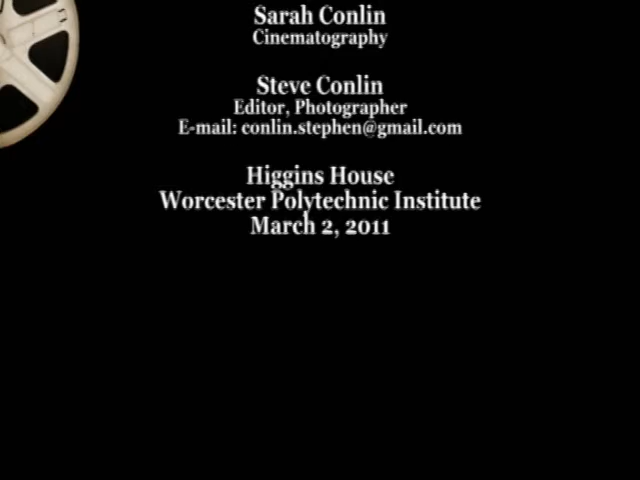 Sarah Conlin
Cinematography
Steve Conlin
Editor, Photographer
E-mail: conlin.stephen@gmail.com
Higgins House
Worcester Polytechnic Institute
March 2, 2011